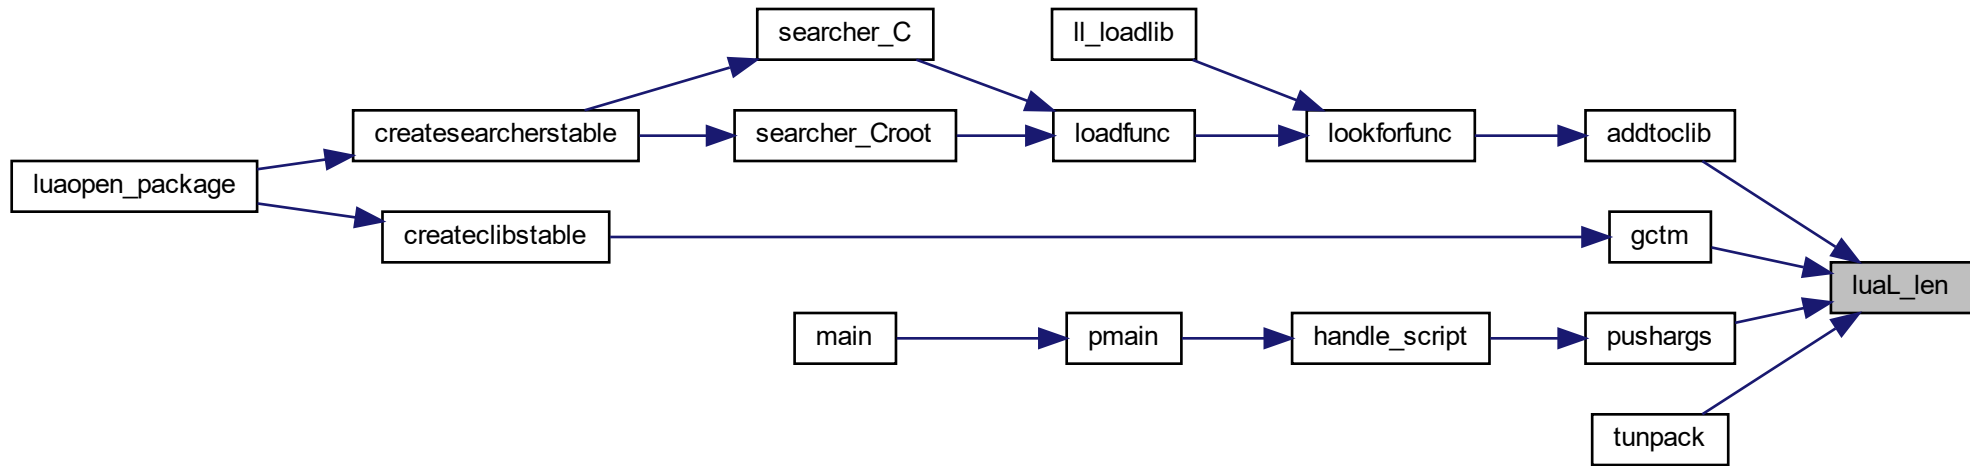 searcher_C
ll_loadlib
createsearcherstable
searcher_Croot
loadfunc
lookforfunc
addtoclib
luaopen_package
createclibstable
gctm
luaL_len
main
pmain
handle_script
pushargs
tunpack